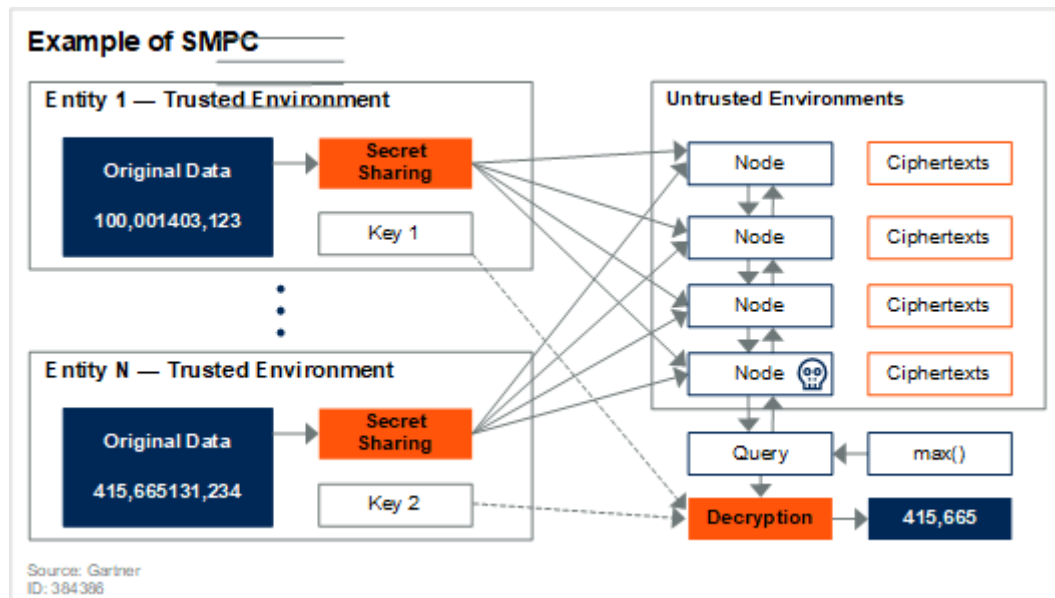 Example of SMPC
Entity 1 — Trusted Environment
Original Data
100,001403,123
Secret
Sharing
Key 1
Entity N — Trusted Environment
Original Data
415,665131,234
Secret
Sharing
Key 2
Untrusted Environments
Node
Ciphertexts
Node
Ciphertexts
Node
Ciphertexts
Node
Ciphertexts
Query
max()
Decryption
415,665
Source: Gartner
ID: 384386